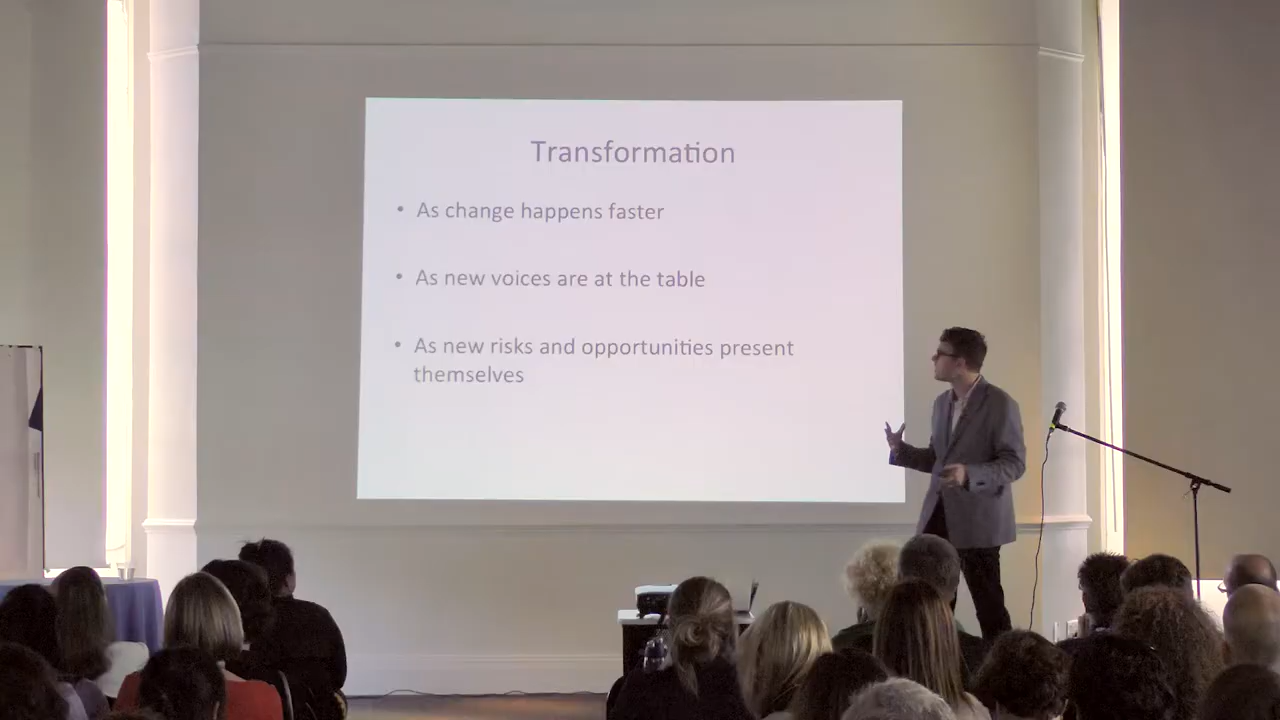 Transformation
• As change happens faster
• As new voices are at the table
• As new risks and opportunities present
themselves